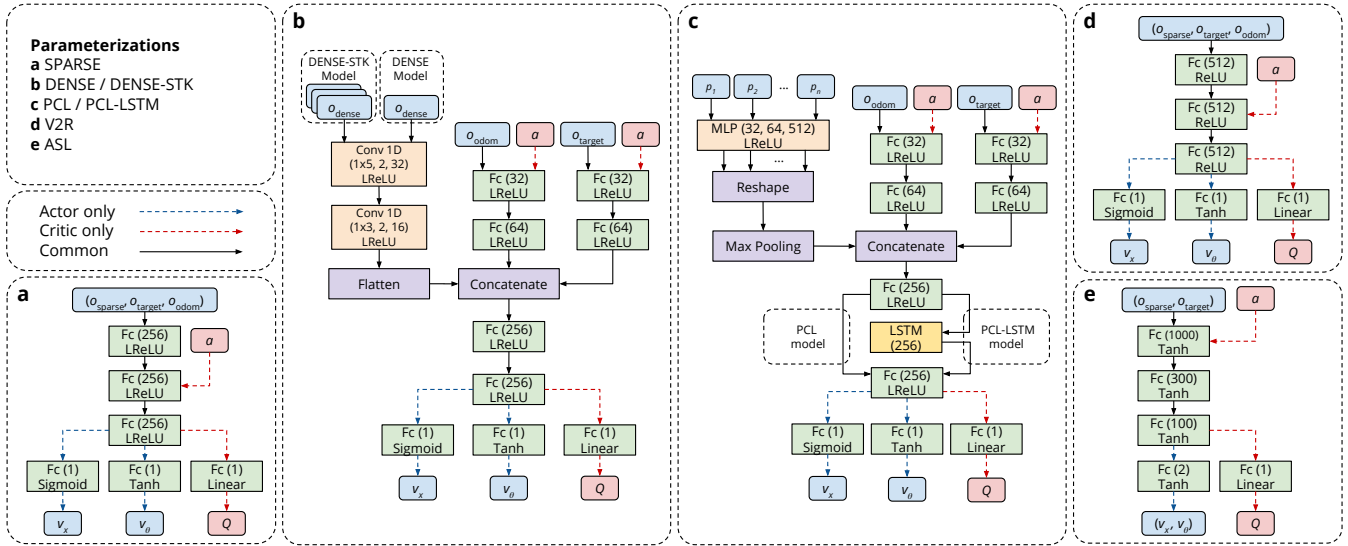 Parameterizations
a SPARSE
b DENSE / DENSE-STK
c PCL / PCL-LSTM
d V2R
e ASL
Actor only
Critic only
Common
a
(o_sparse, o_target, o_odom)
Fc (256)
LReLU
a
Fc (256)
LReLU
Fc (256)
LReLU
Fc (1)
Sigmoid
Fc (1)
Tanh
Fc (1)
Linear
v_x
v_θ
Q
b
DENSE-STK
Model
DENSE
Model
o_dense
o_dense
o_odom
a
o_target
a
Conv 1D
(1x5, 2, 32)
LReLU
Fc (32)
LReLU
Fc (32)
LReLU
Conv 1D
(1x3, 2, 16)
LReLU
Fc (64)
LReLU
Fc (64)
LReLU
Flatten
Concatenate
Fc (256)
LReLU
Fc (256)
LReLU
Fc (1)
Sigmoid
Fc (1)
Tanh
Fc (1)
Linear
v_x
v_θ
Q
c
p_1
p_2
...
p_n
o_odom
a
o_target
a
MLP (32, 64, 512)
LReLU
...
Fc (32)
LReLU
Fc (32)
LReLU
Reshape
Fc (64)
LReLU
Fc (64)
LReLU
Max Pooling
Concatenate
Fc (256)
LReLU
PCL
model
LSTM
(256)
PCL-LSTM
model
Fc (256)
LReLU
Fc (1)
Sigmoid
Fc (1)
Tanh
Fc (1)
Linear
v_x
v_θ
Q
d
(o_sparse, o_target, o_odom)
Fc (512)
ReLU
a
Fc (512)
ReLU
Fc (512)
ReLU
Fc (1)
Sigmoid
Fc (1)
Tanh
Fc (1)
Linear
v_x
v_θ
Q
e
(o_sparse, o_target)
a
Fc (1000)
Tanh
Fc (300)
Tanh
Fc (100)
Tanh
Fc (2)
Tanh
Fc (1)
Linear
(v_x, v_θ)
Q